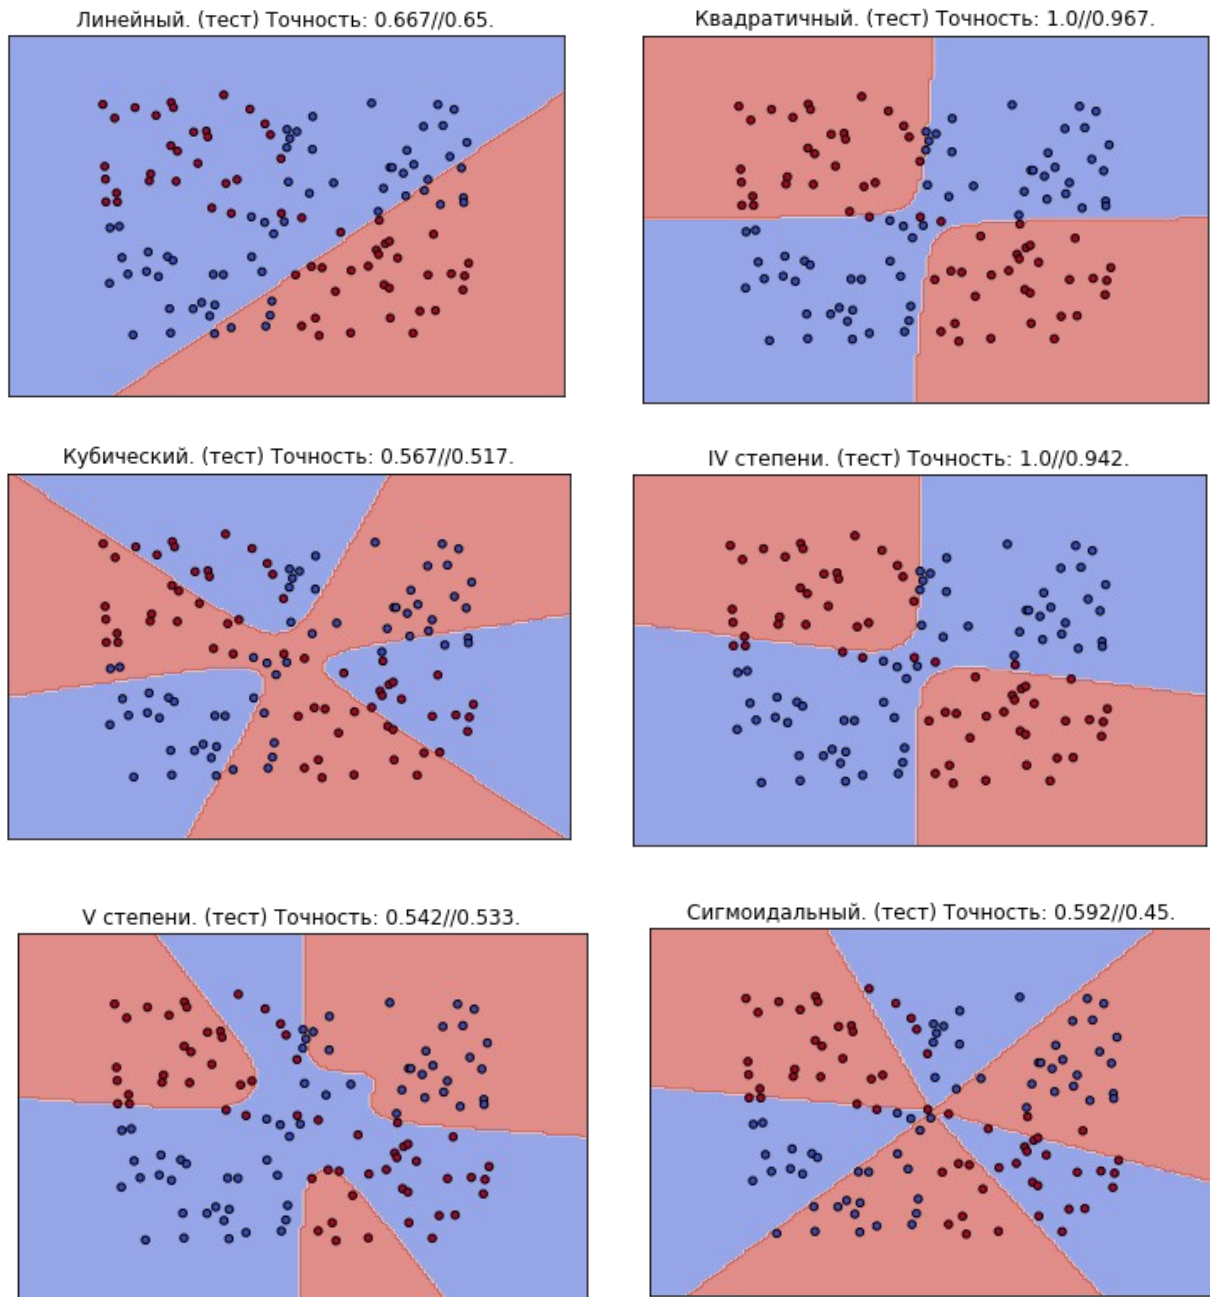 Линейный. (тест) Точность: 0.667//0.65.
Квадратичный. (тест) Точность: 1.0//0.967.
Кубический. (тест) Точность: 0.567//0.517.
IV степени. (тест) Точность: 1.0//0.942.
V степени. (тест) Точность: 0.542//0.533.
Сигмоидальный. (тест) Точность: 0.592//0.45.